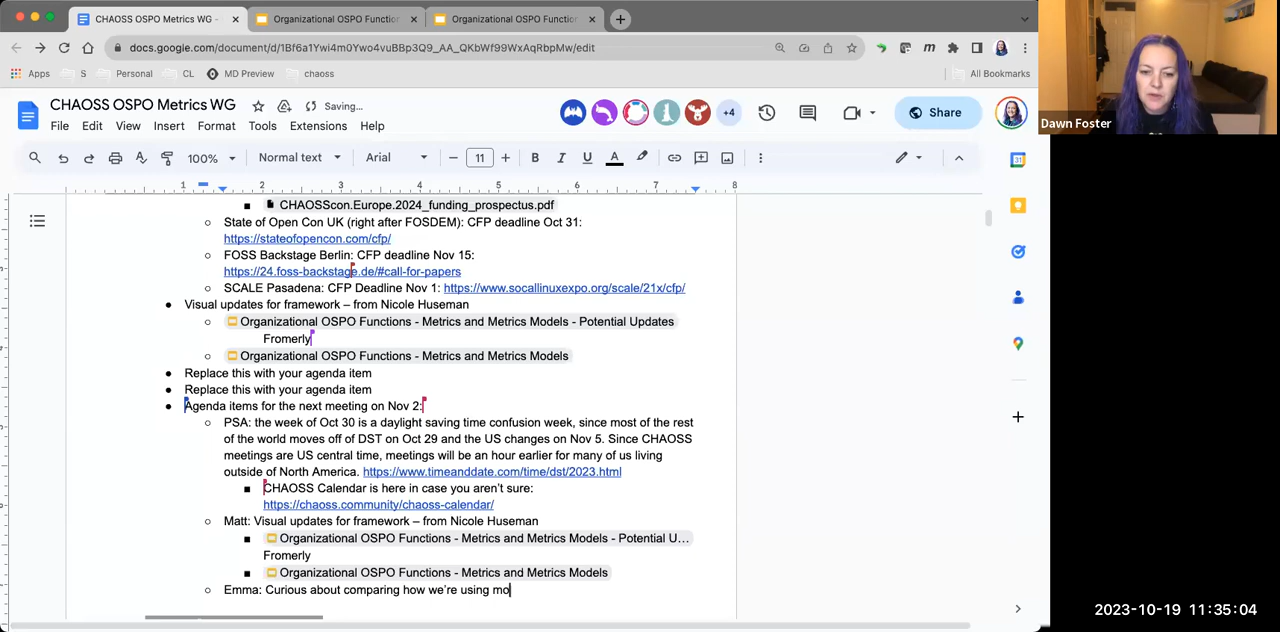 CHAOSS OSPO Metrics WG -
Organizational OSPO Function
Organizational OSPO Function
docs.google.com/document/d/1Bf6a1Ywi4m0Ywo4vuBBp3Q9_AA_QKbWf99WxAqRbpMw/edit
Apps
S
Personal
CL
MD Preview
chaoss
All Bookmarks
CHAOSS OSPO Metrics WG
Saving...
+4
Share
File Edit View Insert Format Tools Extensions Help
100%
Normal text
Arial
11
B I U A
1 2 3 4 5 6 7 8
CHAOSScon.Europe.2024_funding_prospectus.pdf
State of Open Con UK (right after FOSDEM): CFP deadline Oct 31:
https://stateofopencon.com/cfp/
FOSS Backstage Berlin: CFP deadline Nov 15:
https://24.foss-backstage.de/#call-for-papers
SCALE Pasadena: CFP Deadline Nov 1: https://www.socallinuxexpo.org/scale/21x/cfp/
Visual updates for framework – from Nicole Huseman
Organizational OSPO Functions - Metrics and Metrics Models - Potential Updates
Fromerly
Organizational OSPO Functions - Metrics and Metrics Models
Replace this with your agenda item
Replace this with your agenda item
Agenda items for the next meeting on Nov 2:
PSA: the week of Oct 30 is a daylight saving time confusion week, since most of the rest
of the world moves off of DST on Oct 29 and the US changes on Nov 5. Since CHAOSS
meetings are US central time, meetings will be an hour earlier for many of us living
outside of North America. https://www.timeanddate.com/time/dst/2023.html
CHAOSS Calendar is here in case you aren't sure:
https://chaoss.community/chaoss-calendar/
Matt: Visual updates for framework – from Nicole Huseman
Organizational OSPO Functions - Metrics and Metrics Models - Potential U...
Fromerly
Organizational OSPO Functions - Metrics and Metrics Models
Emma: Curious about comparing how we're using mo
Dawn Foster
2023-10-19 11:35:04